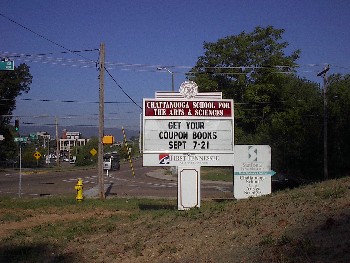 CHATTANOOGA SCHOOL FOR
THE ARTS & SCIENCES
GET YOUR
COUPON BOOKS
SEPT 7-21
FIRST TENNESSEE